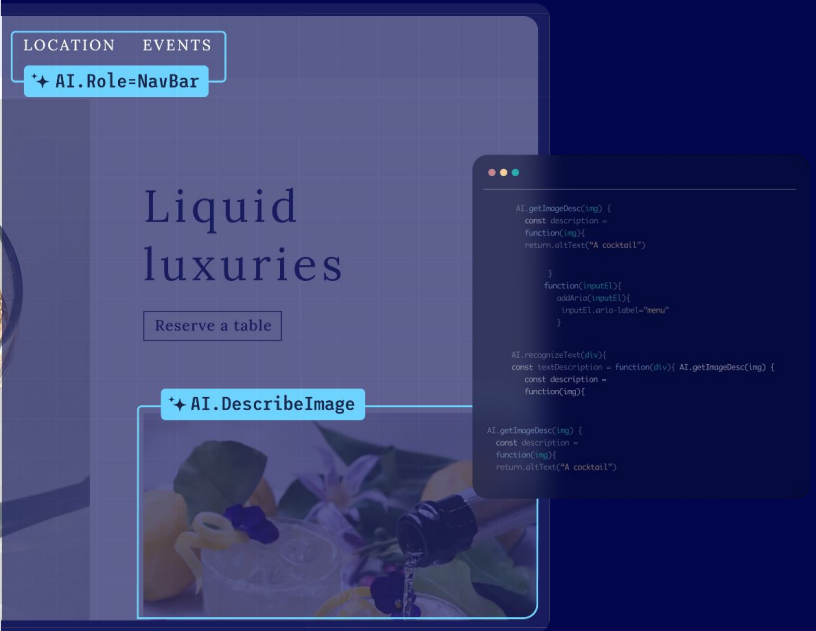 LOCATION EVENTS
AI.Role=NavBar
Liquid
luxuries
Reserve a table
AI.DescribeImage
AI.getImageDesc(img) {
const description =
function(img){
return.altText("A cocktail")
}
function(inputEl){
addAria(inputEl){
inputEl.aria-label="menu"
}
AI.recognizeText(div){
const textDescription = function(div){ AI.getImageDesc(img) {
const description =
function(img){
AI.getImageDesc(img) {
const description =
function(img){
return.altText("A cocktail")